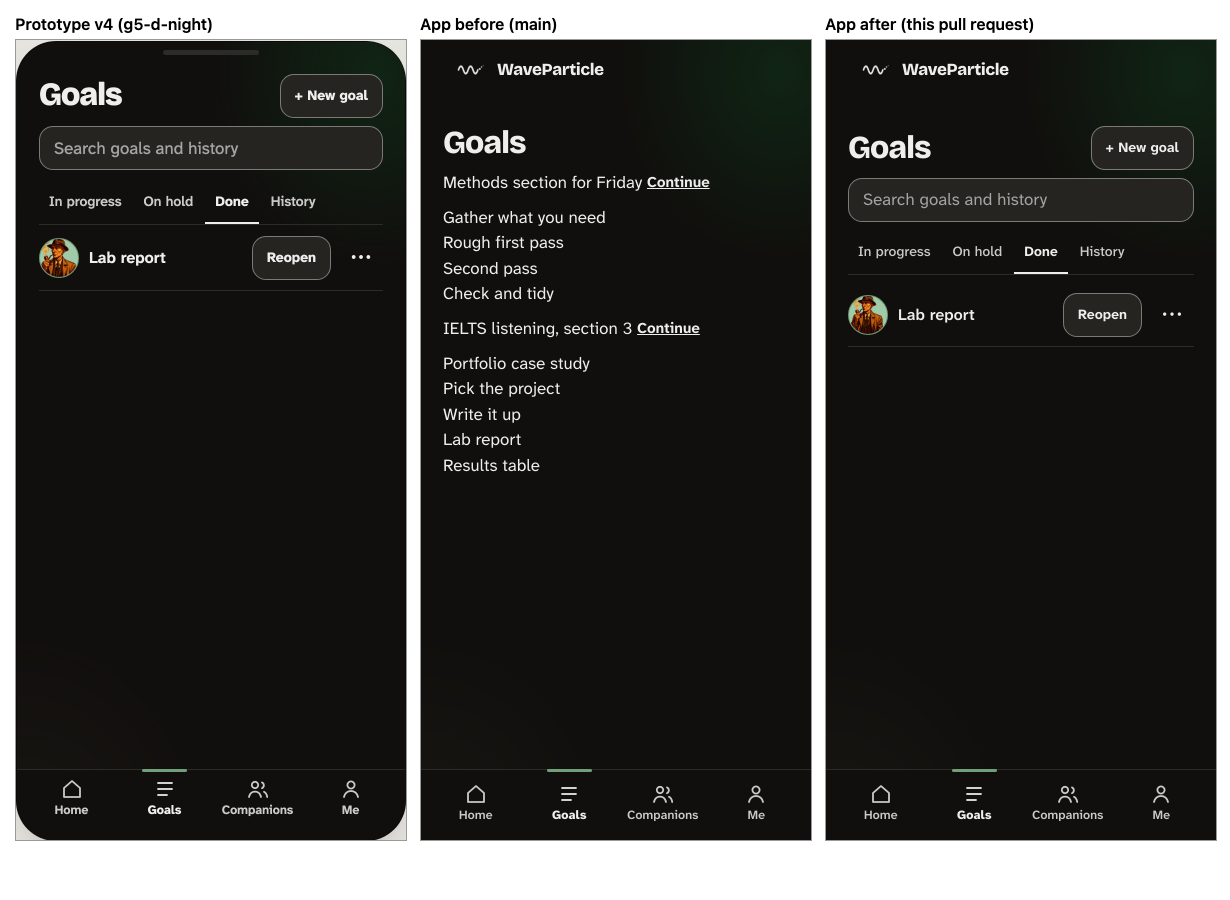 Prototype v4 (g5-d-night)
Goals
+ New goal
Search goals and history
In progress On hold Done History
Lab report Reopen
Home Goals Companions Me
App before (main)
WaveParticle
Goals
Methods section for Friday Continue
Gather what you need
Rough first pass
Second pass
Check and tidy
IELTS listening, section 3 Continue
Portfolio case study
Pick the project
Write it up
Lab report
Results table
Home Goals Companions Me
App after (this pull request)
WaveParticle
Goals
+ New goal
Search goals and history
In progress On hold Done History
Lab report Reopen
Home Goals Companions Me